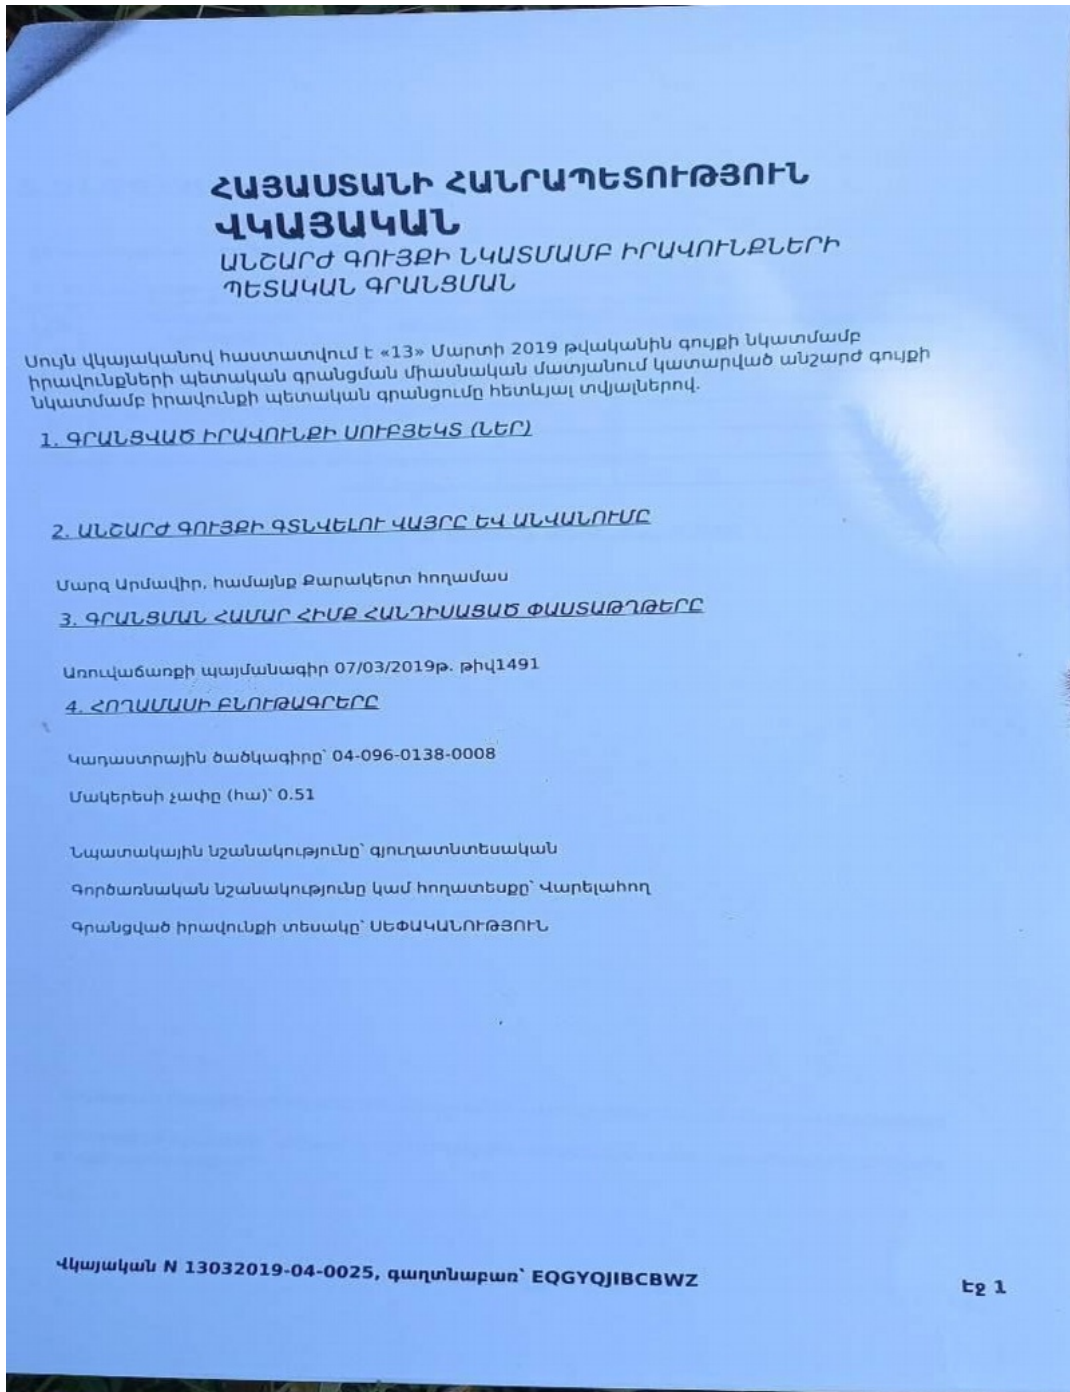 ՀԱՅԱՍՏԱՆԻ ՀԱՆՐԱՊԵՏՈՒԹՅՈՒՆ
ՎԿԱՅԱԿԱՆ
ԱՆՇԱՐԺ ԳՈՒՅՔԻ ՆԿԱՏՄԱՄԲ ԻՐԱՎՈՒՆՔՆԵՐԻ
ՊԵՏԱԿԱՆ ԳՐԱՆՑՄԱՆ
Սույն վկայականով հաստատվում է «13» Մարտի 2019 թվականին գույքի նկատմամբ
իրավունքների պետական գրանցման միասնական մատյանում կատարված անշարժ գույքի
նկատմամբ իրավունքի պետական գրանցումը հետևյալ տվյալներով.
1. ԳՐԱՆՑՎԱԾ ԻՐԱՎՈՒՆՔԻ ՍՈՒԲՅԵԿՏ (ՆԵՐ)
2. ԱՆՇԱՐԺ ԳՈՒՅՔԻ ԳՏՆՎԵԼՈՒ ՎԱՅՐԸ ԵՎ ԱՆՎԱՆՈՒՄԸ
Մարզ Արմավիր, համայնք Քարակերտ հողամաս
3. ԳՐԱՆՑՄԱՆ ՀԱՄԱՐ ՀԻՄՔ ՀԱՆԴԻՍԱՑԱԾ ՓԱՍՏԱԹՂԹԵՐԸ
Առուվաճառքի պայմանագիր 07/03/2019թ. թիվ1491
4. ՀՈՂԱՄԱՍԻ ԲՆՈՒԹԱԳՐԵՐԸ
Կադաստրային ծածկագիրը՝ 04-096-0138-0008
Մակերեսի չափը (հա)՝ 0.51
Նպատակային նշանակությունը՝ գյուղատնտեսական
Գործառնական նշանակությունը կամ հողատեսքը՝ Վարելահող
Գրանցված իրավունքի տեսակը՝ ՍԵՓԱԿԱՆՈՒԹՅՈՒՆ
Վկայական N 13032019-04-0025, գաղտնաբառ՝ EQGYQJIBCBWZ
Էջ 1